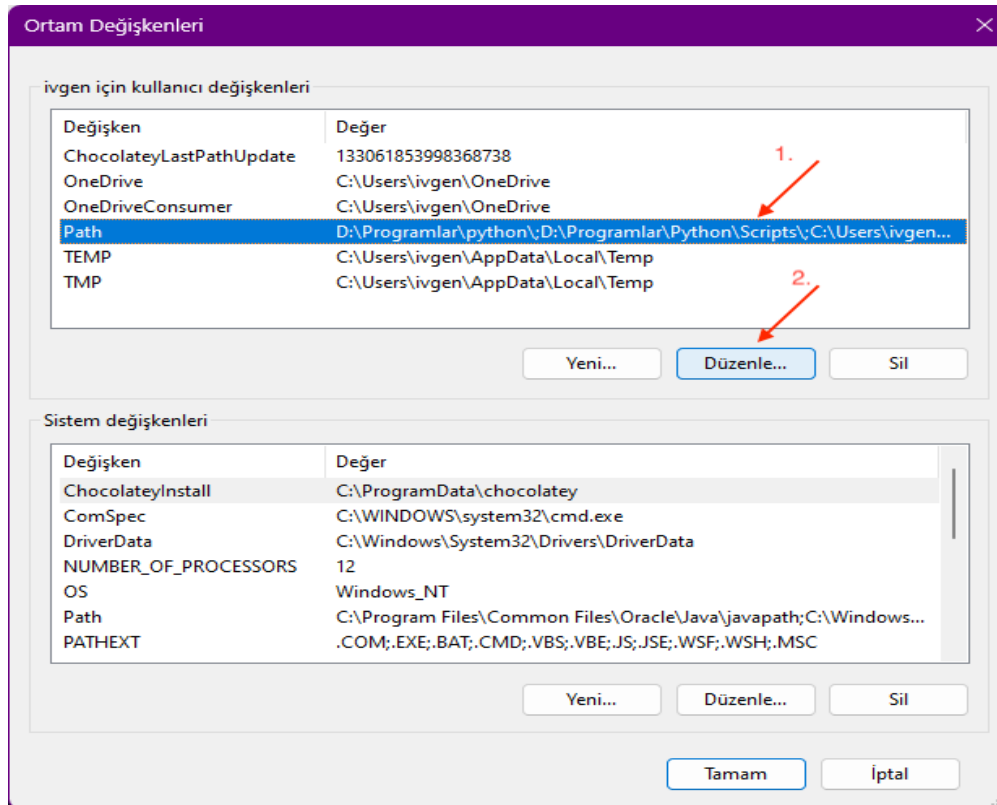 Ortam Değişkenleri
ivgen için kullanıcı değişkenleri
Değişken Değer
ChocolateyLastPathUpdate 133061853998368738
1.
OneDrive C:\Users\ivgen\OneDrive
OneDriveConsumer C:\Users\ivgen\OneDrive
Path D:\Programlar\python\;D:\Programlar\Python\Scripts\;C:\Users\ivgen...
TEMP C:\Users\ivgen\AppData\Local\Temp
TMP C:\Users\ivgen\AppData\Local\Temp
2.
Yeni... Düzenle... Sil
Sistem değişkenleri
Değişken Değer
ChocolateyInstall C:\ProgramData\chocolatey
ComSpec C:\WINDOWS\system32\cmd.exe
DriverData C:\Windows\System32\Drivers\DriverData
NUMBER_OF_PROCESSORS 12
OS Windows_NT
Path C:\Program Files\Common Files\Oracle\Java\javapath;C:\Windows...
PATHEXT .COM;.EXE;.BAT;.CMD;.VBS;.VBE;.JS;.JSE;.WSF;.WSH;.MSC
Yeni... Düzenle... Sil
Tamam İptal